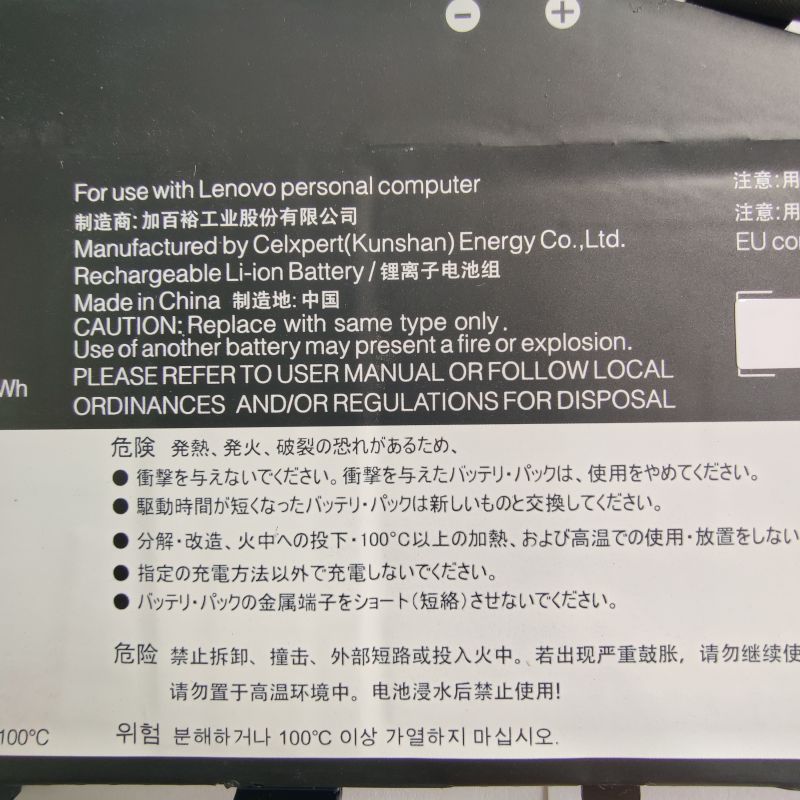 − +
For use with Lenovo personal computer
注意:用
制造商: 加百裕工业股份有限公司
注意:用
Manufactured by Celxpert(Kunshan) Energy Co.,Ltd.
EU co
Rechargeable Li-ion Battery / 锂离子电池组
Made in China 制造地: 中国
CAUTION: Replace with same type only.
Use of another battery may present a fire or explosion.
PLEASE REFER TO USER MANUAL OR FOLLOW LOCAL
Wh
ORDINANCES AND/OR REGULATIONS FOR DISPOSAL
危険 発熱、発火、破裂の恐れがあるため、
● 衝撃を与えないでください。衝撃を与えたバッテリ・パックは、使用をやめてください。
● 駆動時間が短くなったバッテリ・パックは新しいものと交換してください。
● 分解・改造、火中への投下・100°C以上の加熱、および高温での使用・放置をしない
● 指定の充電方法以外で充電しないでください。
● バッテリ・パックの金属端子をショート(短絡)させないでください。
危险 禁止拆卸、撞击、外部短路或投入火中。若出现严重鼓胀，请勿继续使
请勿置于高温环境中。电池浸水后禁止使用!
100°C
위험 분해하거나 100°C 이상 가열하지 마십시오.